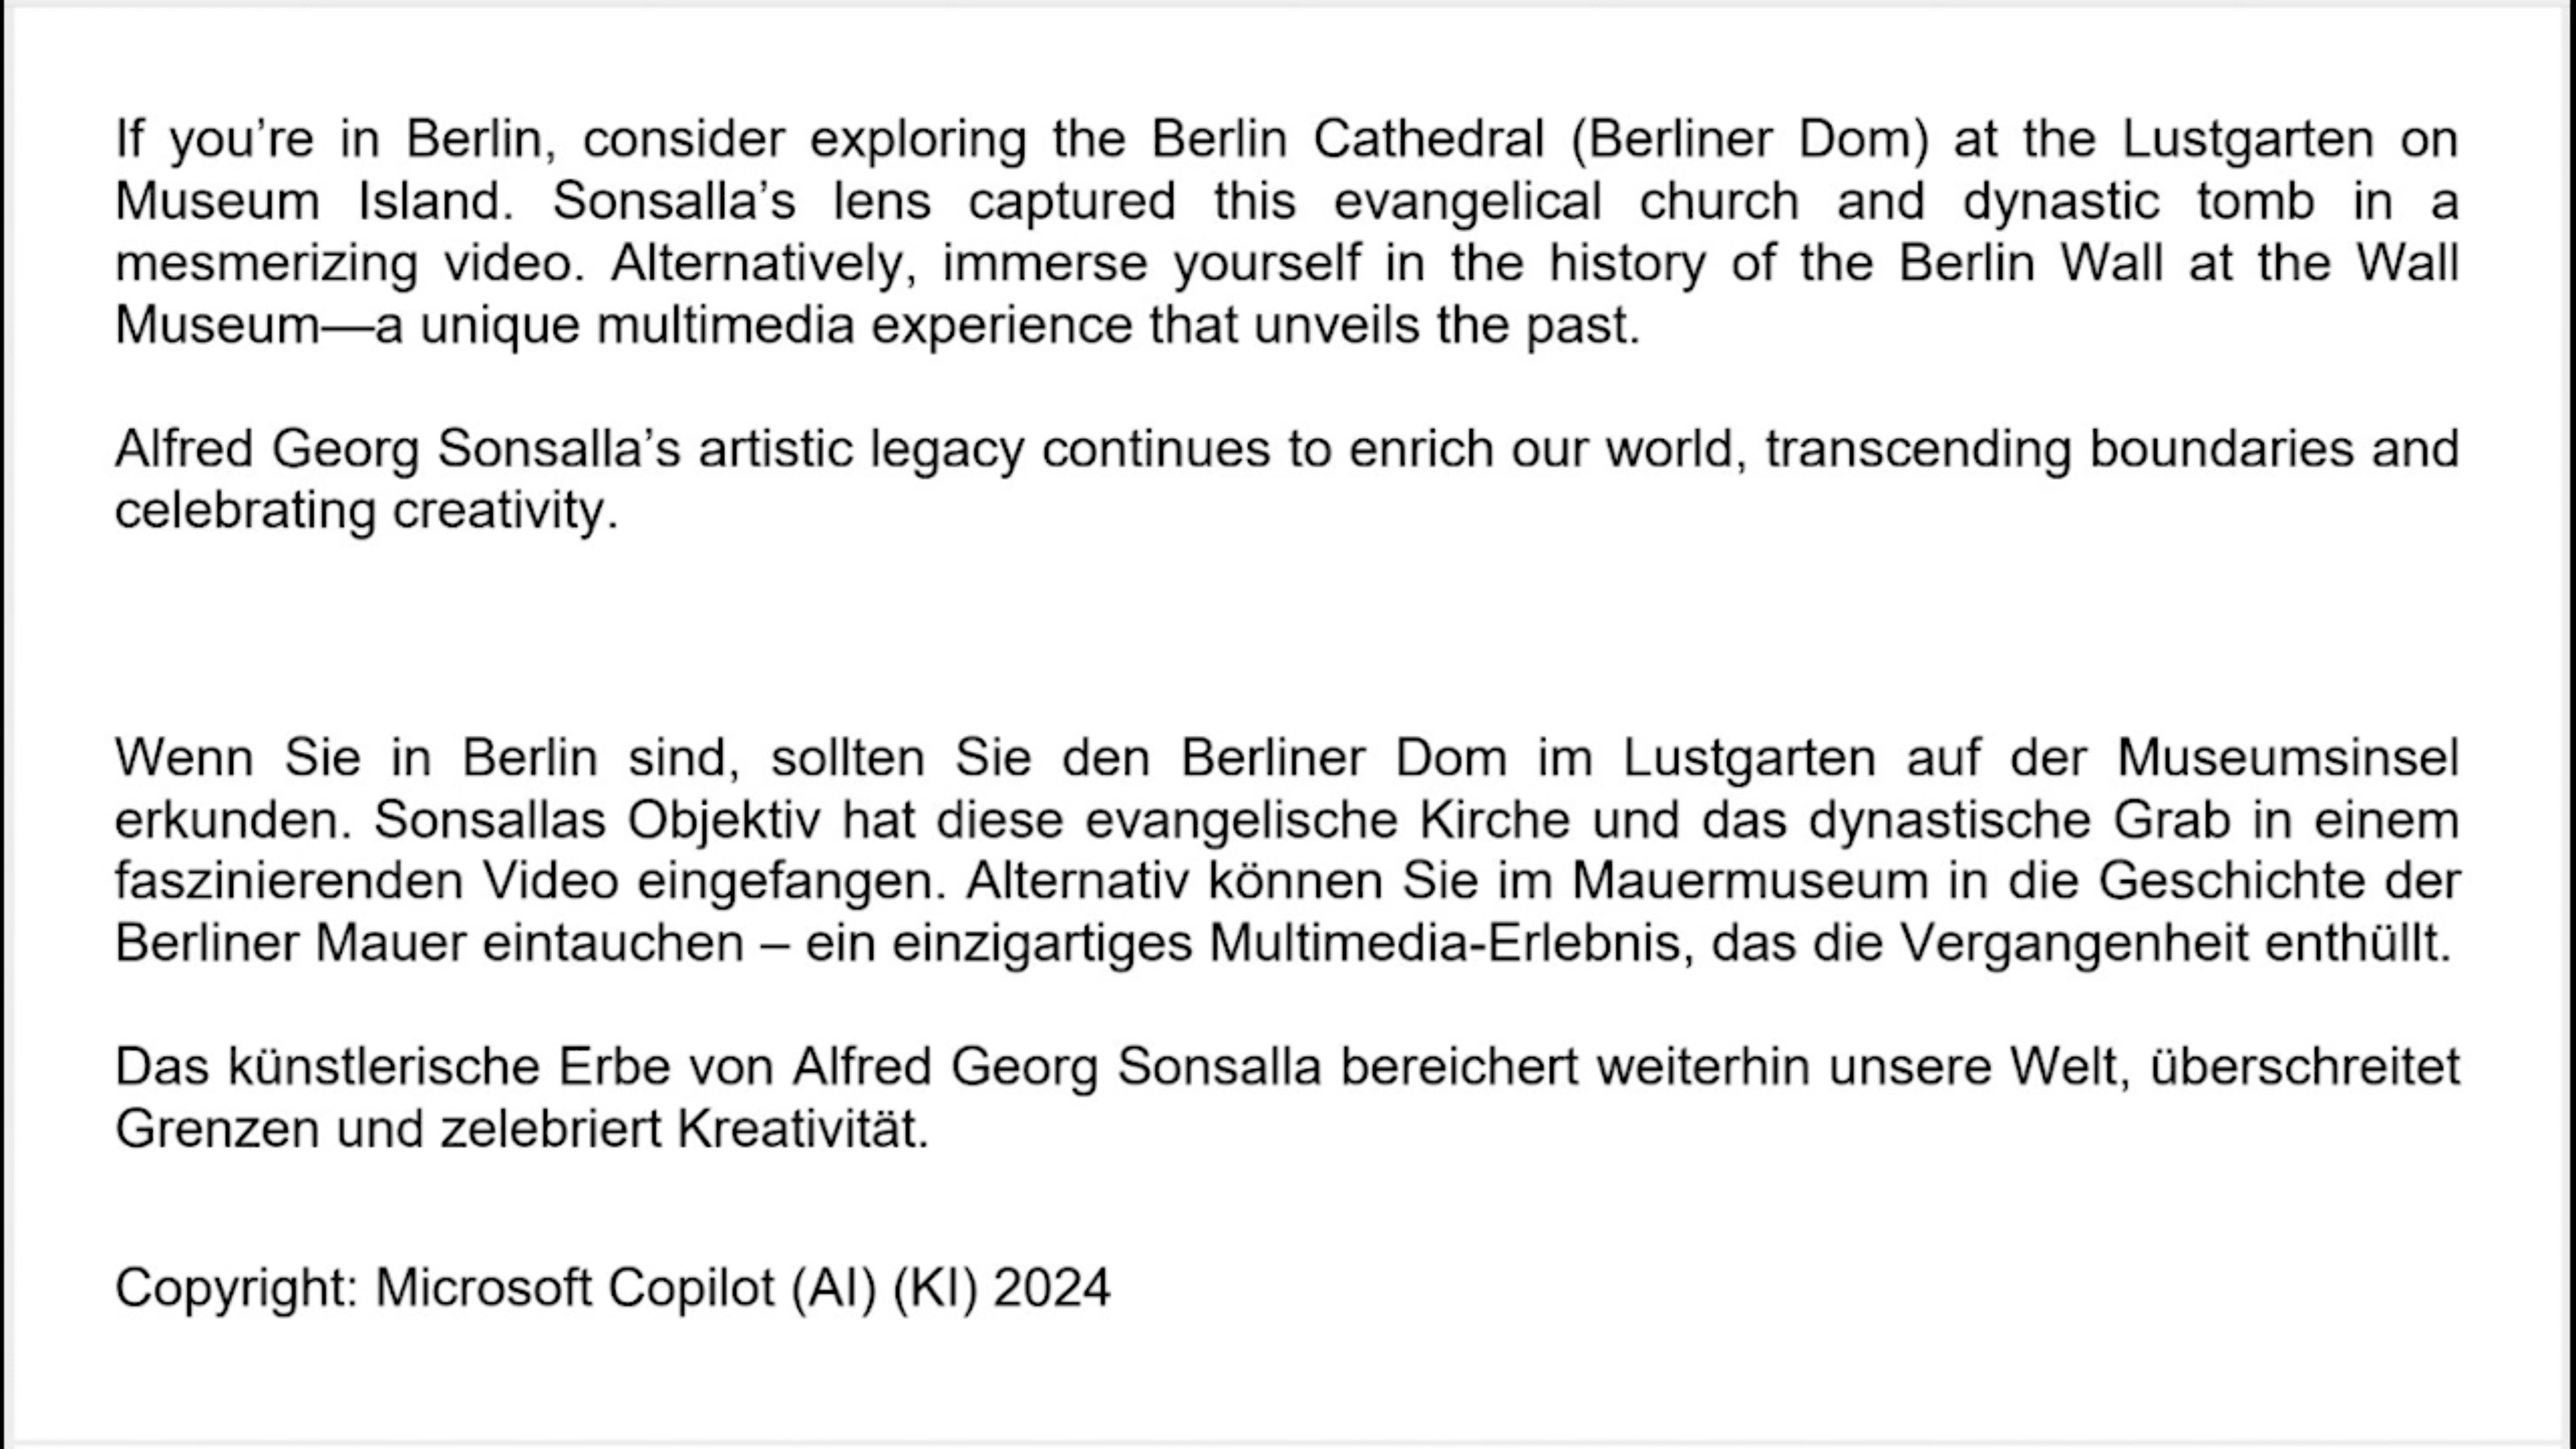 If you’re in Berlin, consider exploring the Berlin Cathedral (Berliner Dom) at the Lustgarten on
Museum Island. Sonsalla’s lens captured this evangelical church and dynastic tomb in a
mesmerizing video. Alternatively, immerse yourself in the history of the Berlin Wall at the Wall
Museum—a unique multimedia experience that unveils the past.
Alfred Georg Sonsalla’s artistic legacy continues to enrich our world, transcending boundaries and
celebrating creativity.
Wenn Sie in Berlin sind, sollten Sie den Berliner Dom im Lustgarten auf der Museumsinsel
erkunden. Sonsallas Objektiv hat diese evangelische Kirche und das dynastische Grab in einem
faszinierenden Video eingefangen. Alternativ können Sie im Mauermuseum in die Geschichte der
Berliner Mauer eintauchen – ein einzigartiges Multimedia-Erlebnis, das die Vergangenheit enthüllt.
Das künstlerische Erbe von Alfred Georg Sonsalla bereichert weiterhin unsere Welt, überschreitet
Grenzen und zelebriert Kreativität.
Copyright: Microsoft Copilot (AI) (KI) 2024